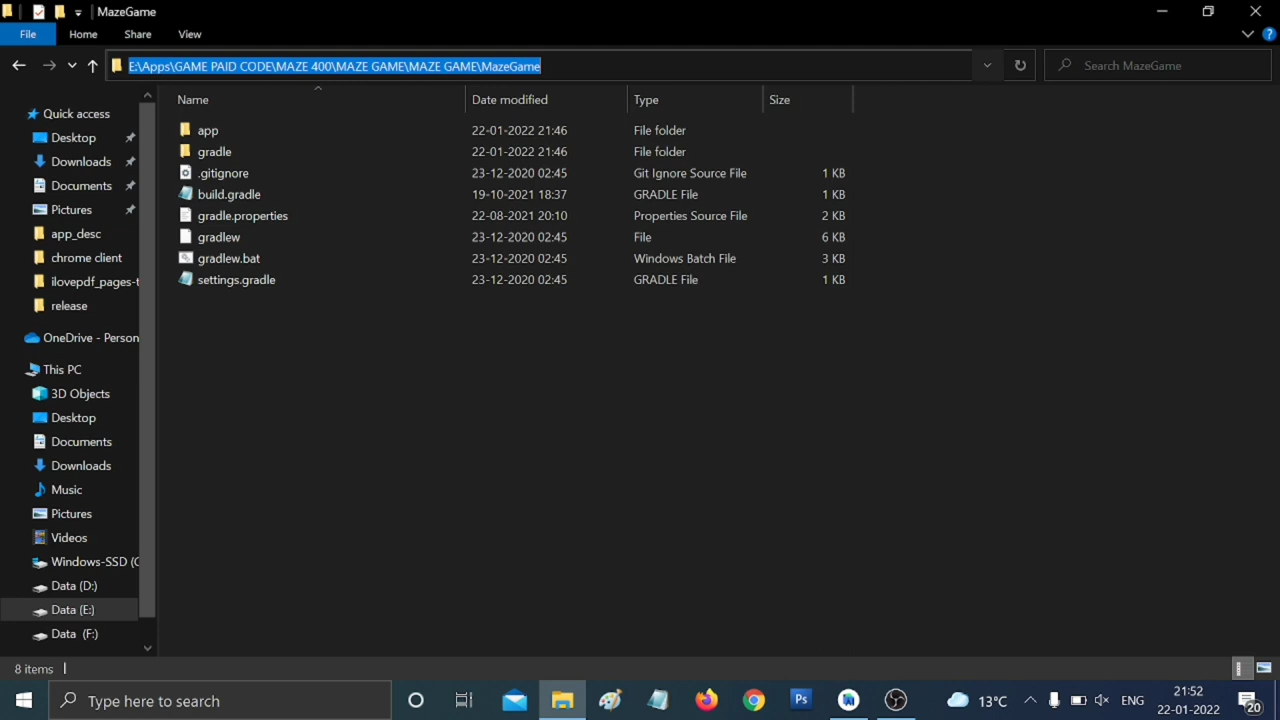 MazeGame
File Home Share View
E:\Apps\GAME PAID CODE\MAZE 400\MAZE GAME\MAZE GAME\MazeGame
Search MazeGame
Name Date modified Type Size
Quick access
Desktop
Downloads
Documents
Pictures
app_desc
chrome client
ilovepdf_pages-t
release
OneDrive - Person
This PC
3D Objects
Desktop
Documents
Downloads
Music
Pictures
Videos
Windows-SSD (C
Data (D:)
Data (E:)
Data (F:)
app 22-01-2022 21:46 File folder
gradle 22-01-2022 21:46 File folder
.gitignore 23-12-2020 02:45 Git Ignore Source File 1 KB
build.gradle 19-10-2021 18:37 GRADLE File 1 KB
gradle.properties 22-08-2021 20:10 Properties Source File 2 KB
gradlew 23-12-2020 02:45 File 6 KB
gradlew.bat 23-12-2020 02:45 Windows Batch File 3 KB
settings.gradle 23-12-2020 02:45 GRADLE File 1 KB
8 items
Type here to search
Ps
13°C
ENG
21:52
22-01-2022
20